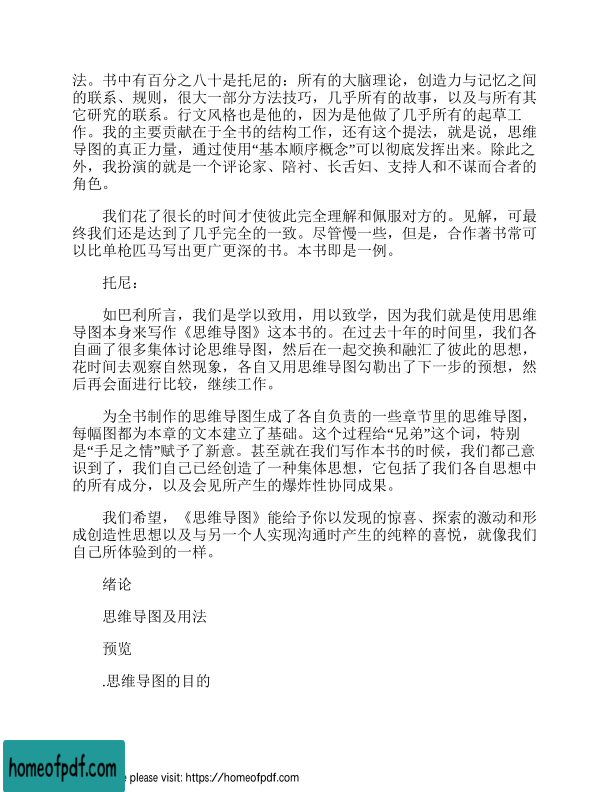 法。书中有百分之八十是托尼的：所有的大脑理论，创造力与记忆之间
的联系、规则，很大一部分方法技巧，几乎所有的故事，以及与所有其
它研究的联系。行文风格也是他的，因为是他做了几乎所有的起草工
作。我的主要贡献在于全书的结构工作，还有这个提法，就是说，思维
导图的真正力量，通过使用“基本顺序概念”可以彻底发挥出来。除此之
外，我扮演的就是一个评论家、陪衬、长舌妇、支持人和不谋而合者的
角色。
我们花了很长的时间才使彼此完全理解和佩服对方的。见解，可最
终我们还是达到了几乎完全的一致。尽管慢一些，但是，合作著书常可
以比单枪匹马写出更广更深的书。本书即是一例。
托尼：
如巴利所言，我们是学以致用，用以致学，因为我们就是使用思维
导图本身来写作《思维导图》这本书的。在过去十年的时间里，我们各
自画了很多集体讨论思维导图，然后在一起交换和融汇了彼此的思想，
花时间去观察自然现象，各自又用思维导图勾勒出了下一步的预想，然
后再会面进行比较，继续工作。
为全书制作的思维导图生成了各自负责的一些章节里的思维导图，
每幅图都为本章的文本建立了基础。这个过程给“兄弟”这个词，特别
是“手足之情”赋予了新意。甚至就在我们写作本书的时候，我们都己意
识到了，我们自己已经创造了一种集体思想，它包括了我们各自思想中
的所有成分，以及会见所产生的爆炸性协同成果。
我们希望，《思维导图》能给予你以发现的惊喜、探索的激动和形
成创造性思想以及与另一个人实现沟通时产生的纯粹的喜悦，就像我们
自己所体验到的一样。
绪论
思维导图及用法
预览
.思维导图的目的
homeofpdf.com
please visit: https://homeofpdf.com